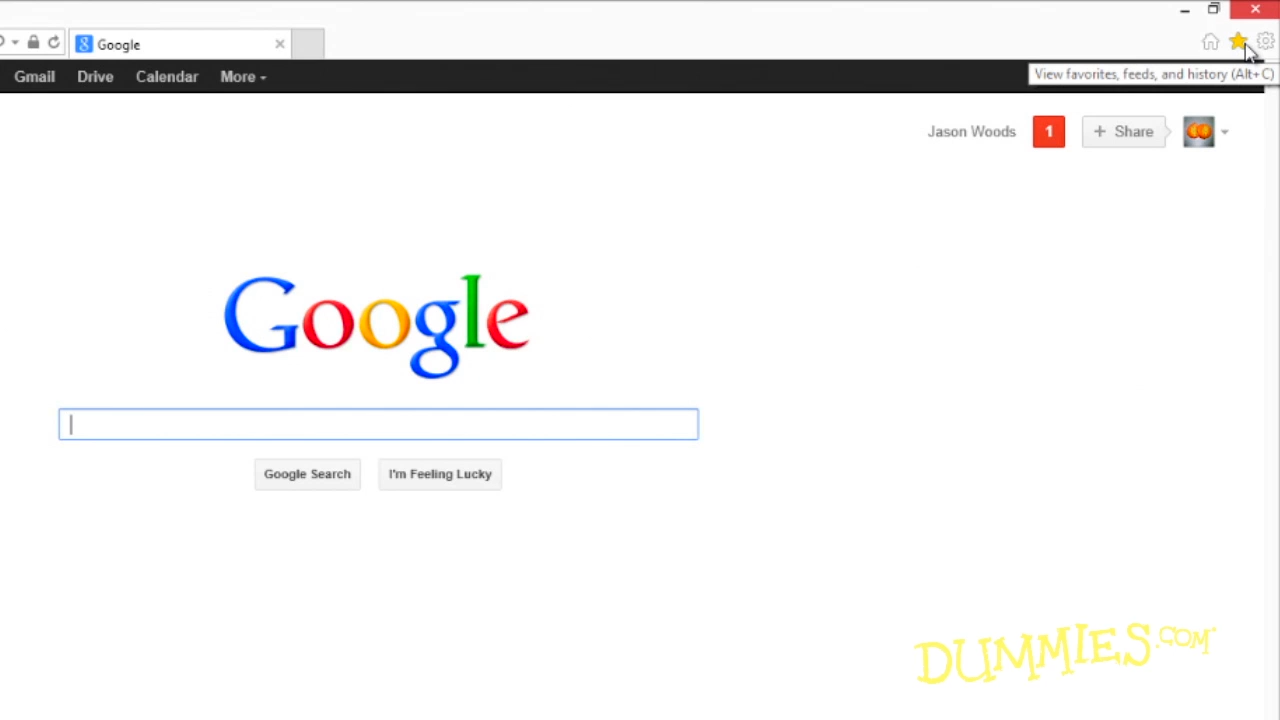 Google
Gmail Drive Calendar More
View favorites, feeds, and history (Alt+C)
Jason Woods 1 + Share
Google
Google Search I'm Feeling Lucky
DUMMIES.COM